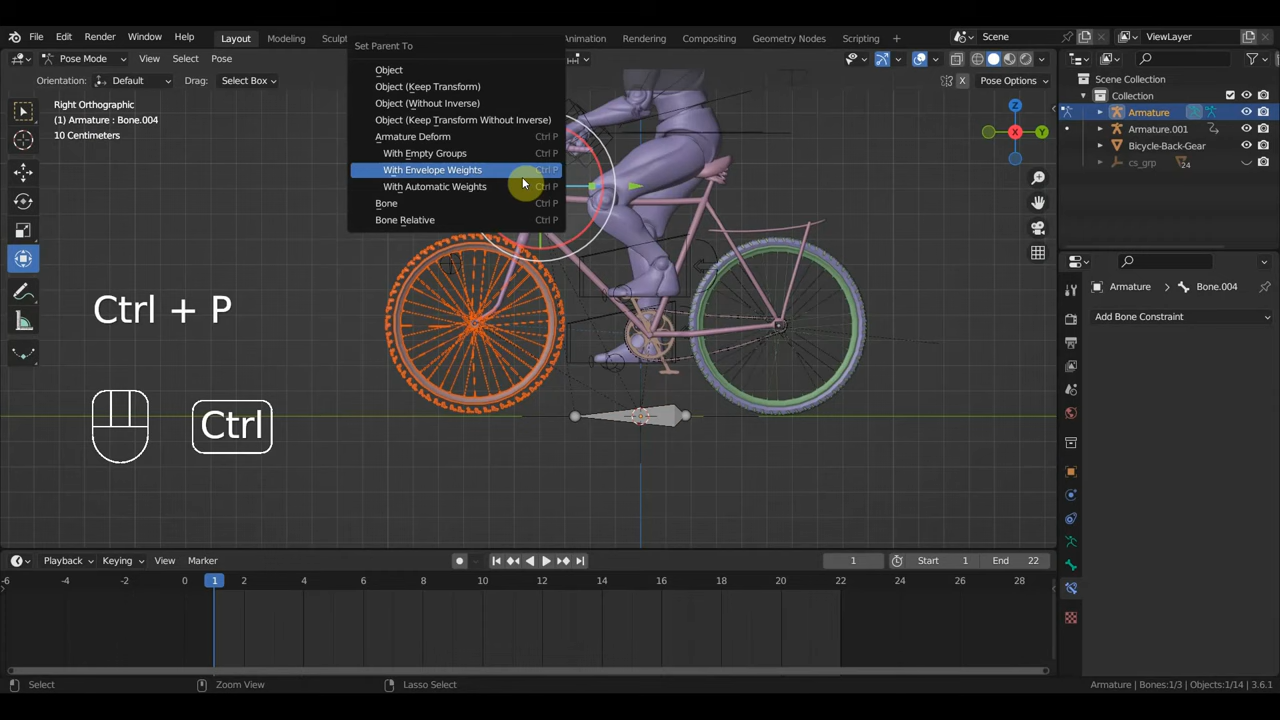 File Edit Render Window Help Layout Modeling Sculpt Animation Rendering Compositing Geometry Nodes Scripting + Scene ViewLayer
Set Parent To
Object
Object (Keep Transform)
Object (Without Inverse)
Object (Keep Transform Without Inverse)
Armature Deform Ctrl P
With Empty Groups Ctrl P
With Envelope Weights Ctrl P
With Automatic Weights Ctrl P
Bone Ctrl P
Bone Relative Ctrl P
Pose Mode View Select Pose
Orientation: Default Drag: Select Box X Pose Options
Right Orthographic
(1) Armature : Bone.004
10 Centimeters
Z
Y
X
Scene Collection
Collection
Armature
Armature.001
Bicycle-Back-Gear
cs_grp 24
Armature > Bone.004
Add Bone Constraint
Ctrl + P
Ctrl
Playback Keying View Marker 1 Start 1 End 22
-6 -4 -2 0 1 2 4 6 8 10 12 14 16 18 20 22 24 26 28
Select Zoom View Lasso Select Armature | Bones:1/3 | Objects:1/14 | 3.6.1